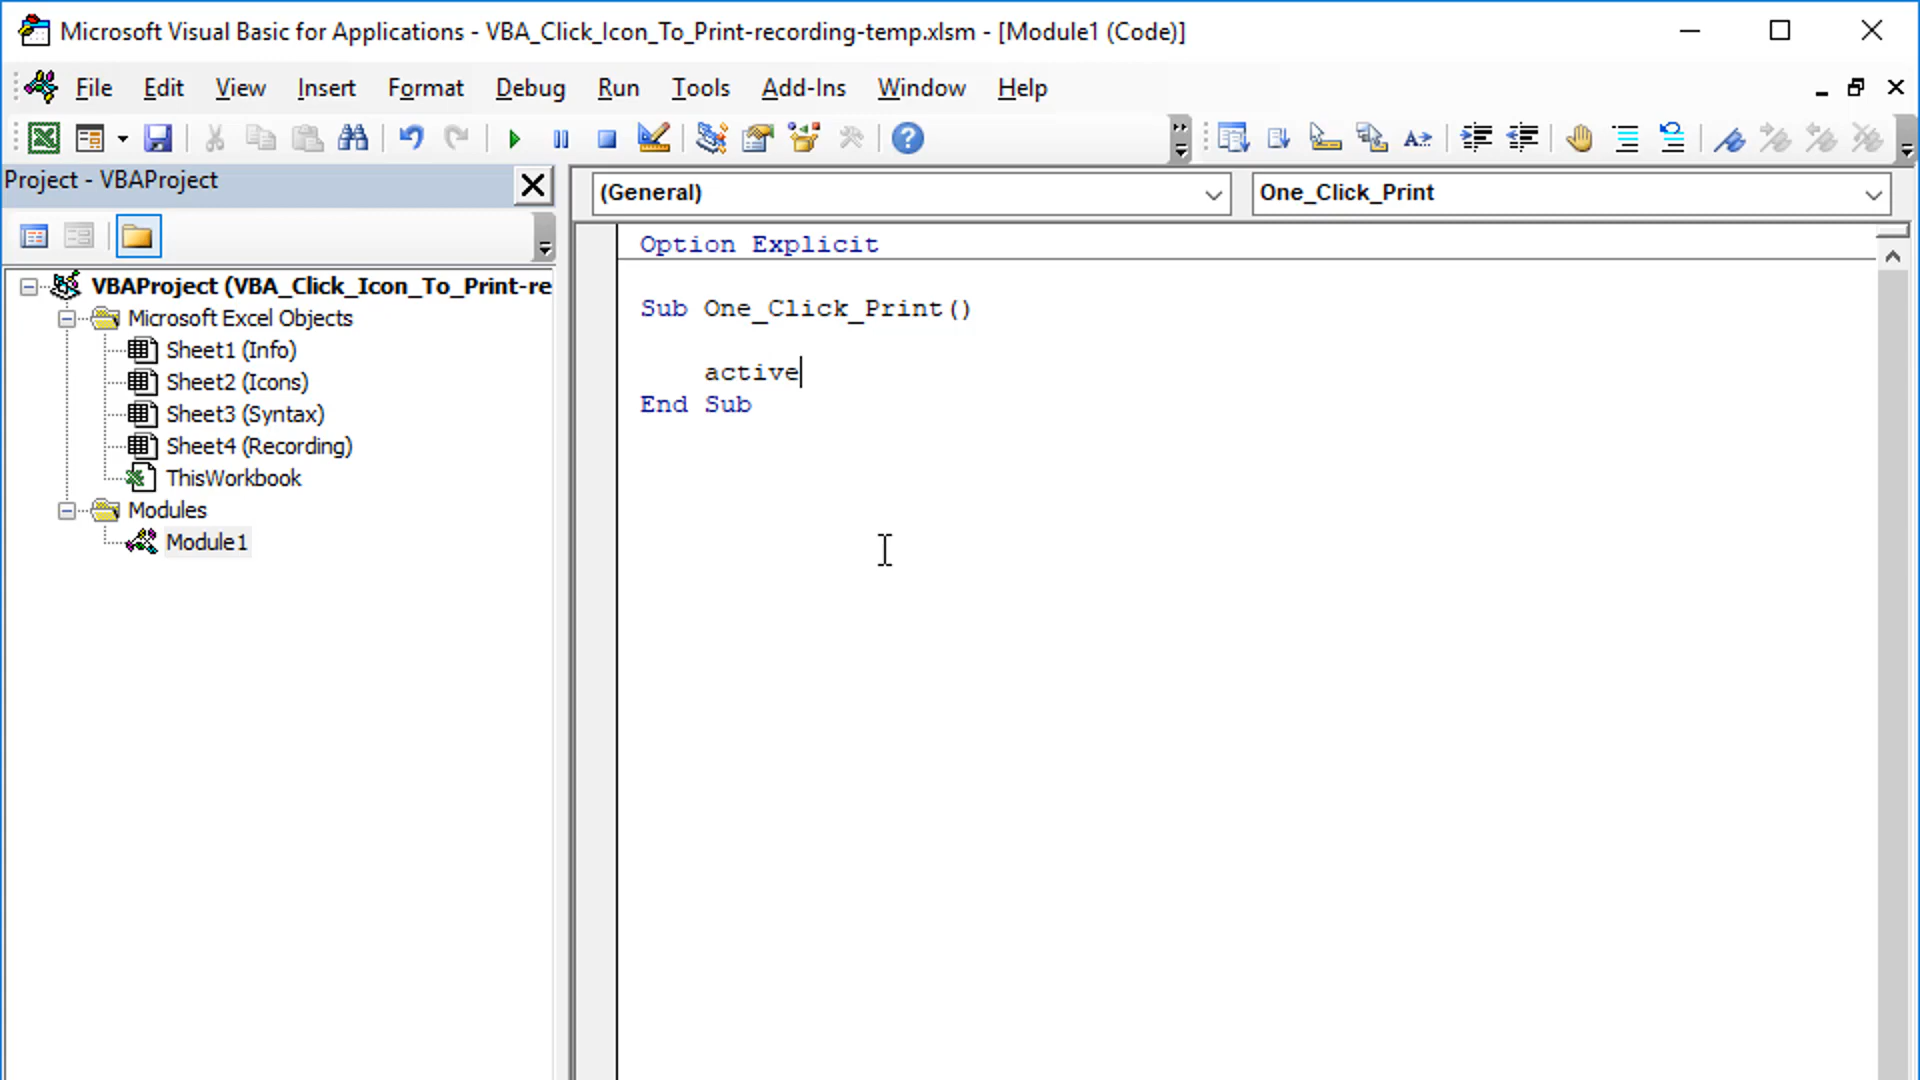 Microsoft Visual Basic for Applications - VBA_Click_Icon_To_Print-recording-temp.xlsm - [Module1 (Code)]
File Edit View Insert Format Debug Run Tools Add-Ins Window Help
Project - VBAProject
(General)
One_Click_Print
VBAProject (VBA_Click_Icon_To_Print-re
Microsoft Excel Objects
Sheet1 (Info)
Sheet2 (Icons)
Sheet3 (Syntax)
Sheet4 (Recording)
ThisWorkbook
Modules
Module1
Option Explicit
Sub One_Click_Print()
active
End Sub